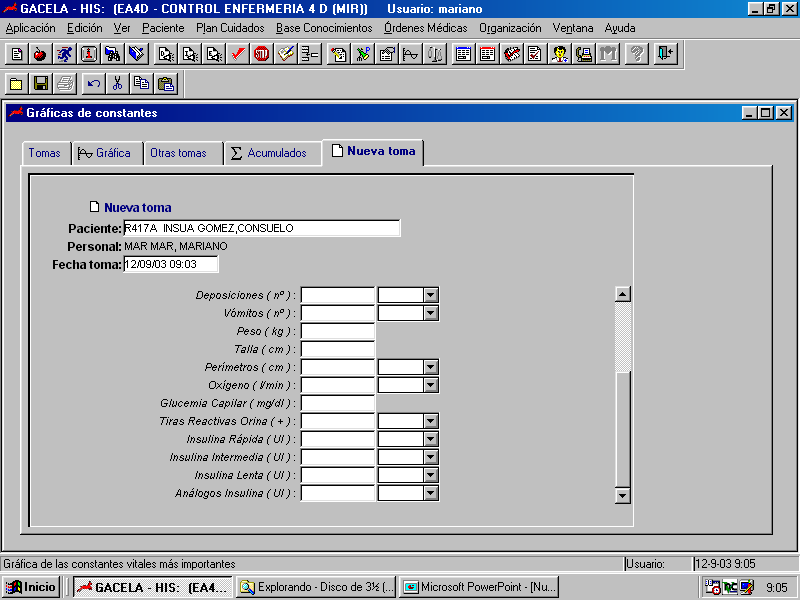 GACELA - HIS: (EA4D - CONTROL ENFERMERIA 4 D (MIR)) Usuario: mariano
Aplicación Edición Ver Paciente Plan Cuidados Base Conocimientos Órdenes Médicas Organización Ventana Ayuda
Gráficas de constantes
Tomas Gráfica Otras tomas Σ Acumulados Nueva toma
Nueva toma
Paciente: R417A INSUA GOMEZ,CONSUELO
Personal: MAR MAR, MARIANO
Fecha toma: 12/09/03 09:03
Deposiciones ( nº ) :
Vómitos ( nº ) :
Peso ( kg ) :
Talla ( cm ) :
Perímetros ( cm ) :
Oxígeno ( l/min ) :
Glucemia Capilar ( mg/dl ) :
Tiras Reactivas Orina ( + ) :
Insulina Rápida ( UI ) :
Insulina Intermedia ( UI ) :
Insulina Lenta ( UI ) :
Análogos Insulina ( UI ) :
Gráfica de las constantes vitales más importantes Usuario: 12-9-03 9:05
Inicio GACELA - HIS: (EA4... Explorando - Disco de 3½ (... Microsoft PowerPoint - [Nu... 9:05